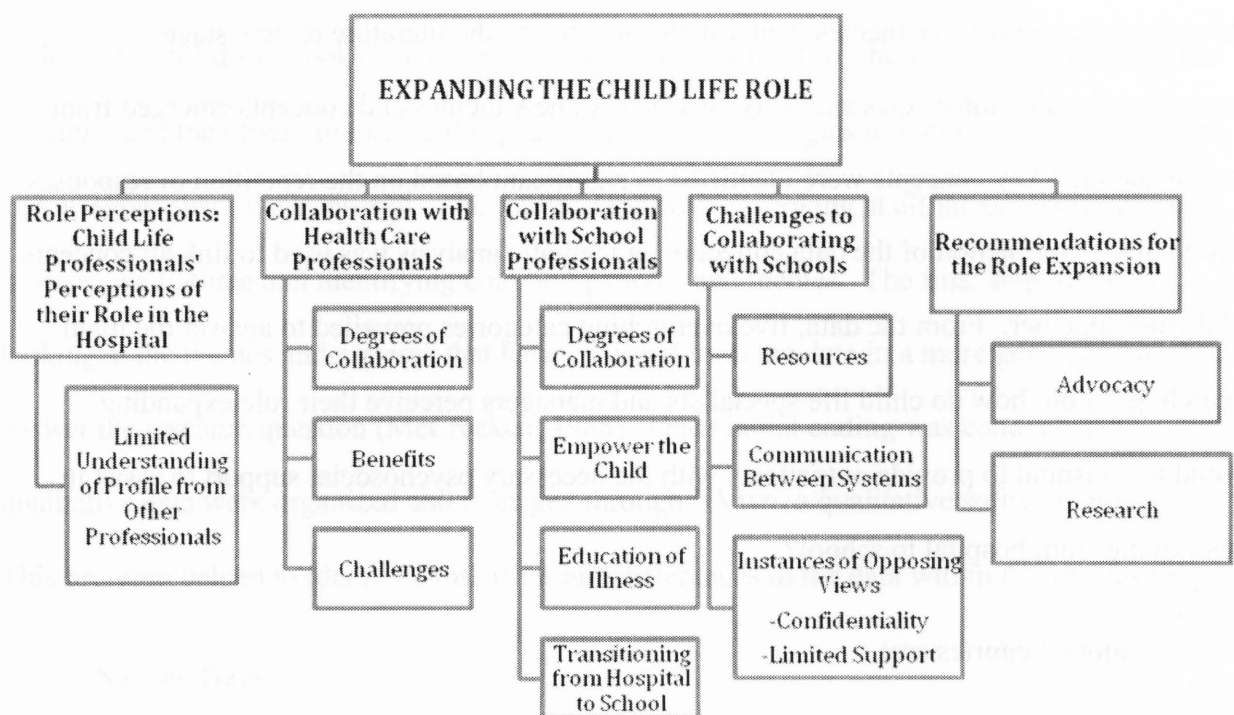 EXPANDING THE CHILD LIFE ROLE
Role Perceptions:
Child Life
Professionals'
Perceptions of
their Role in the
Hospital
Limited
Understanding
of Profile from
Other
Professionals
Collaboration with
Health Care
Professionals
Degrees of
Collaboration
Benefits
Challenges
Collaboration
with School
Professionals
Degrees of
Collaboration
Empower the
Child
Education of
Illness
Transitioning
from Hospital
to School
Challenges to
Collaborating
with Schools
Resources
Communication
Between Systems
Instances of Opposing
Views
-Confidentiality
-Limited Support
Recommendations for
the Role Expansion
Advocacy
Research